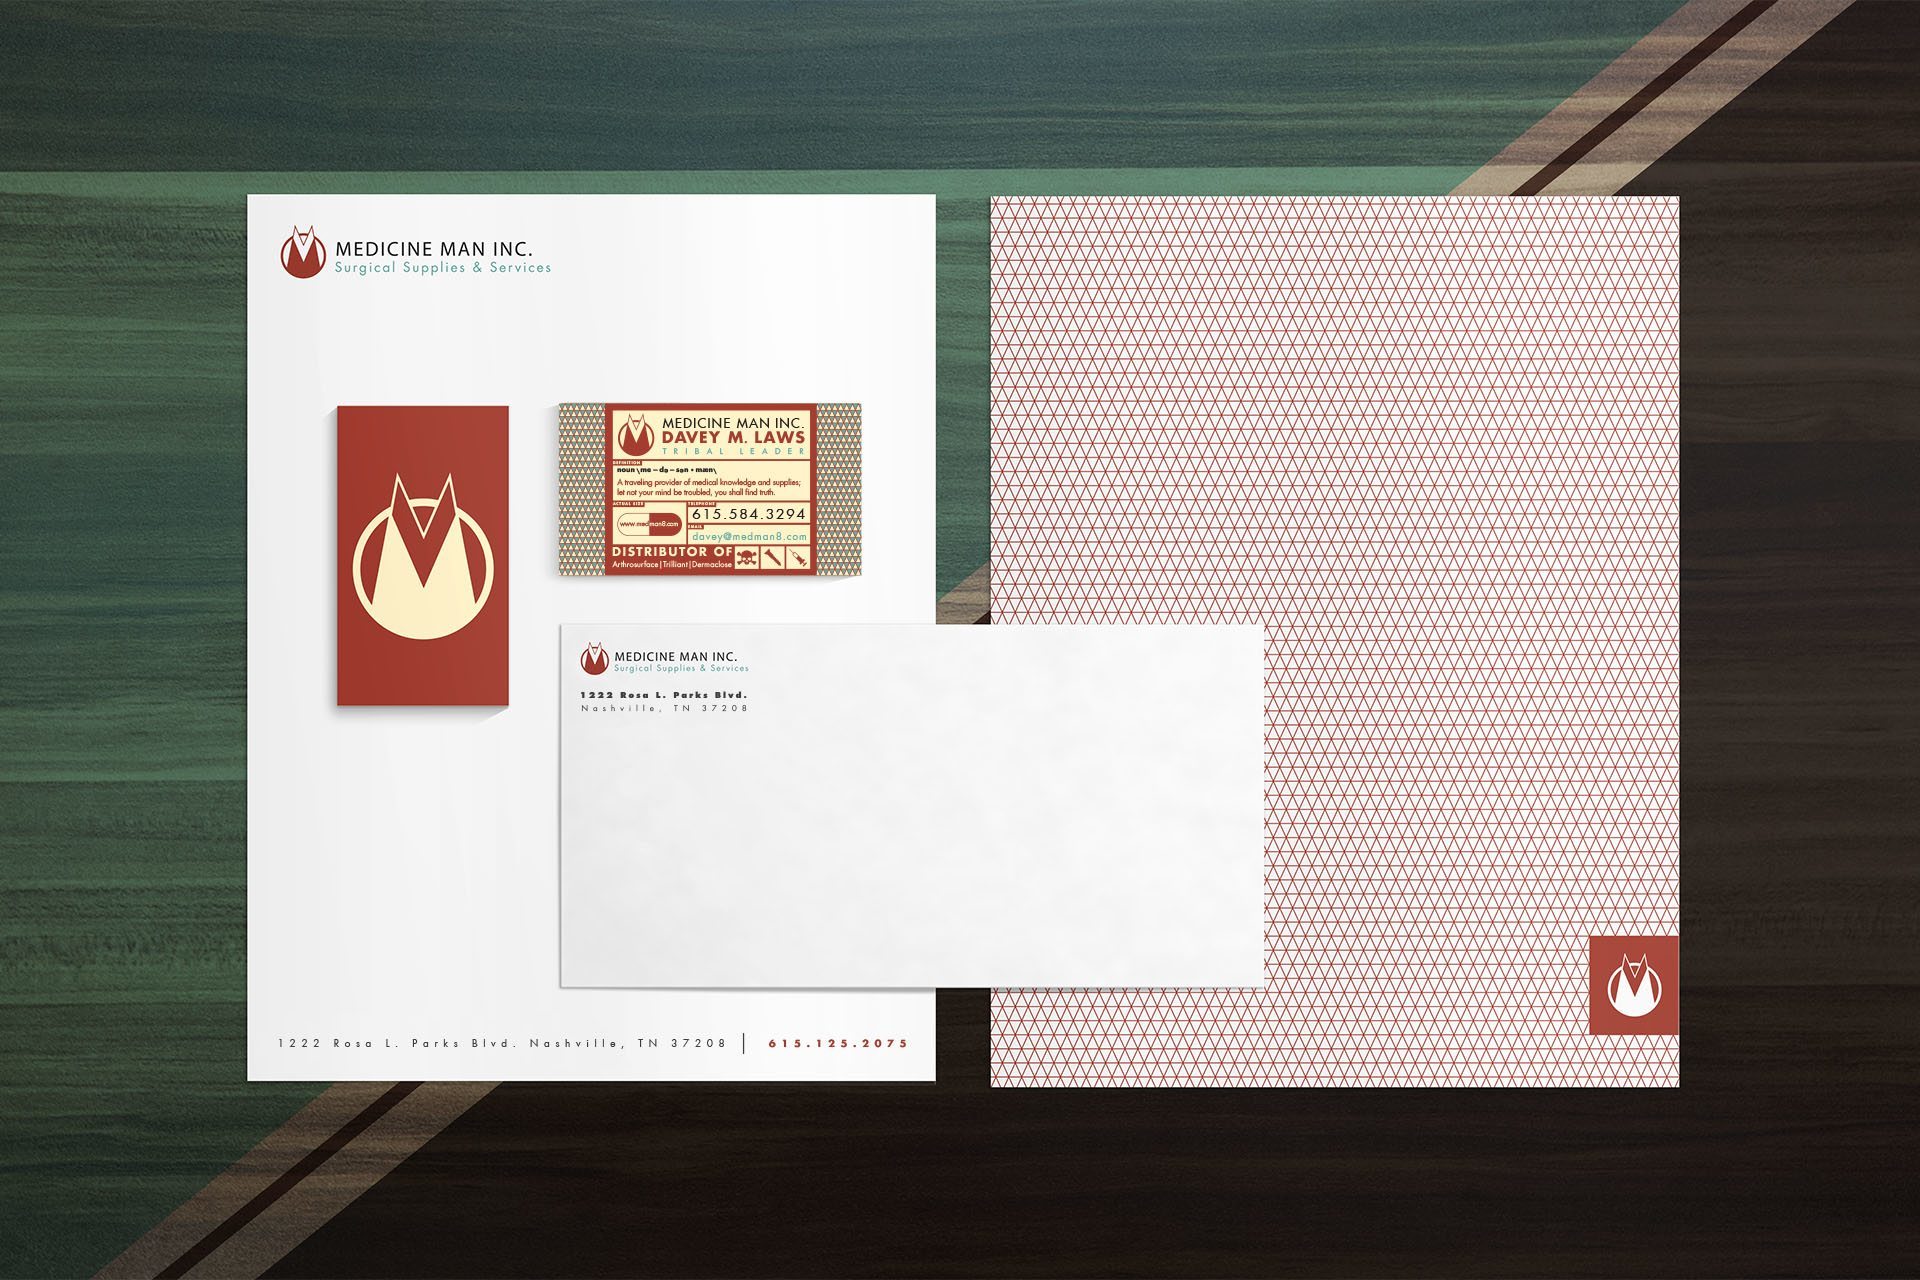 MEDICINE MAN INC.
Surgical Supplies & Services
MEDICINE MAN INC.
DAVEY M. LAWS
TRIBAL LEADER
DEFINITION
noun \me – də – sən • mæn\
A traveling provider of medical knowledge and supplies;
let not your mind be troubled, you shall find truth.
ACTUAL SIZE
www.medman8.com
TELEPHONE
615.584.3294
EMAIL
davey@medman8.com
DISTRIBUTOR OF
Arthrosurface|Trilliant|Dermaclose
MEDICINE MAN INC.
Surgical Supplies & Services
1222 Rosa L. Parks Blvd.
Nashville, TN 37208
1222 Rosa L. Parks Blvd. Nashville, TN 37208 | 615.125.2075